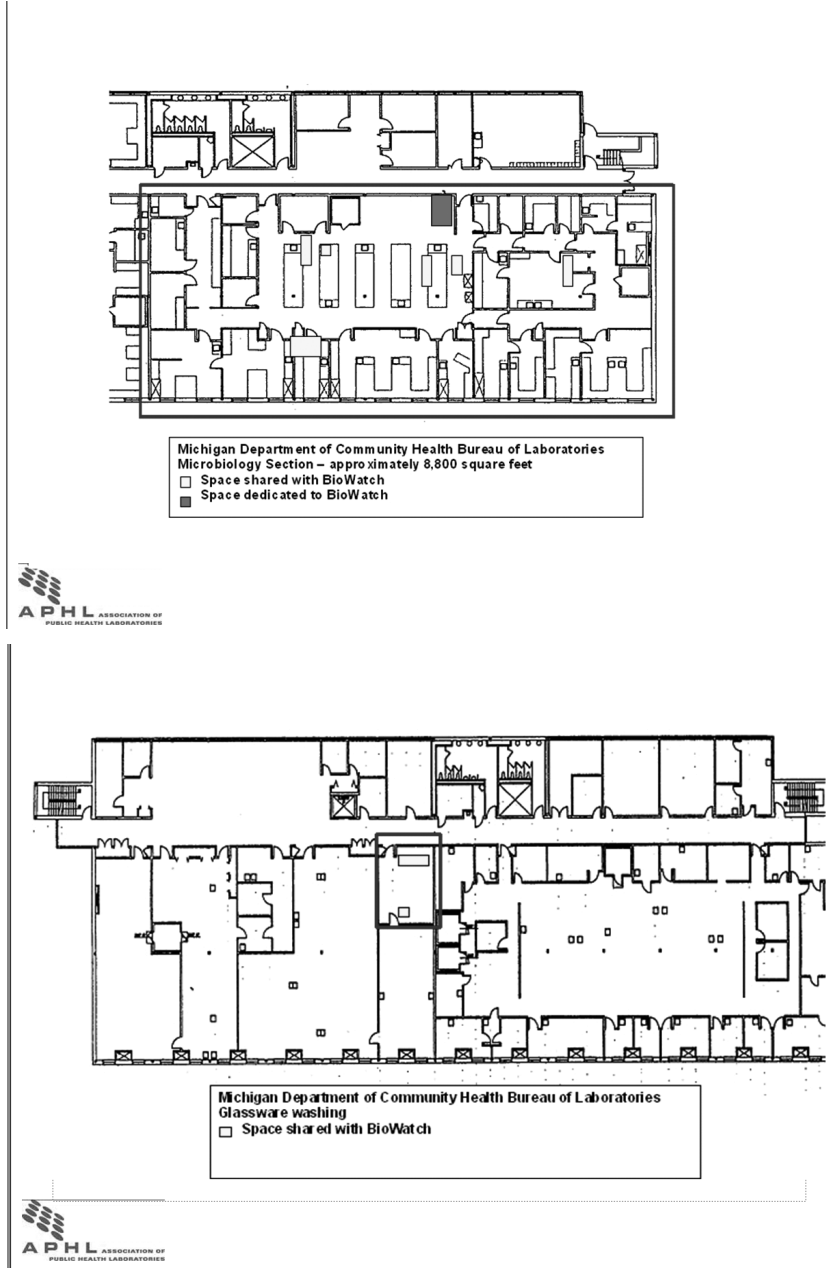 Michigan Department of Community Health Bureau of Laboratories
Microbiology Section – approximately 8,800 square feet
Space shared with BioWatch
Space dedicated to BioWatch
APHL ASSOCIATION OF
PUBLIC HEALTH LABORATORIES
Michigan Department of Community Health Bureau of Laboratories
Glassware washing
Space shared with BioWatch
APHL ASSOCIATION OF
PUBLIC HEALTH LABORATORIES